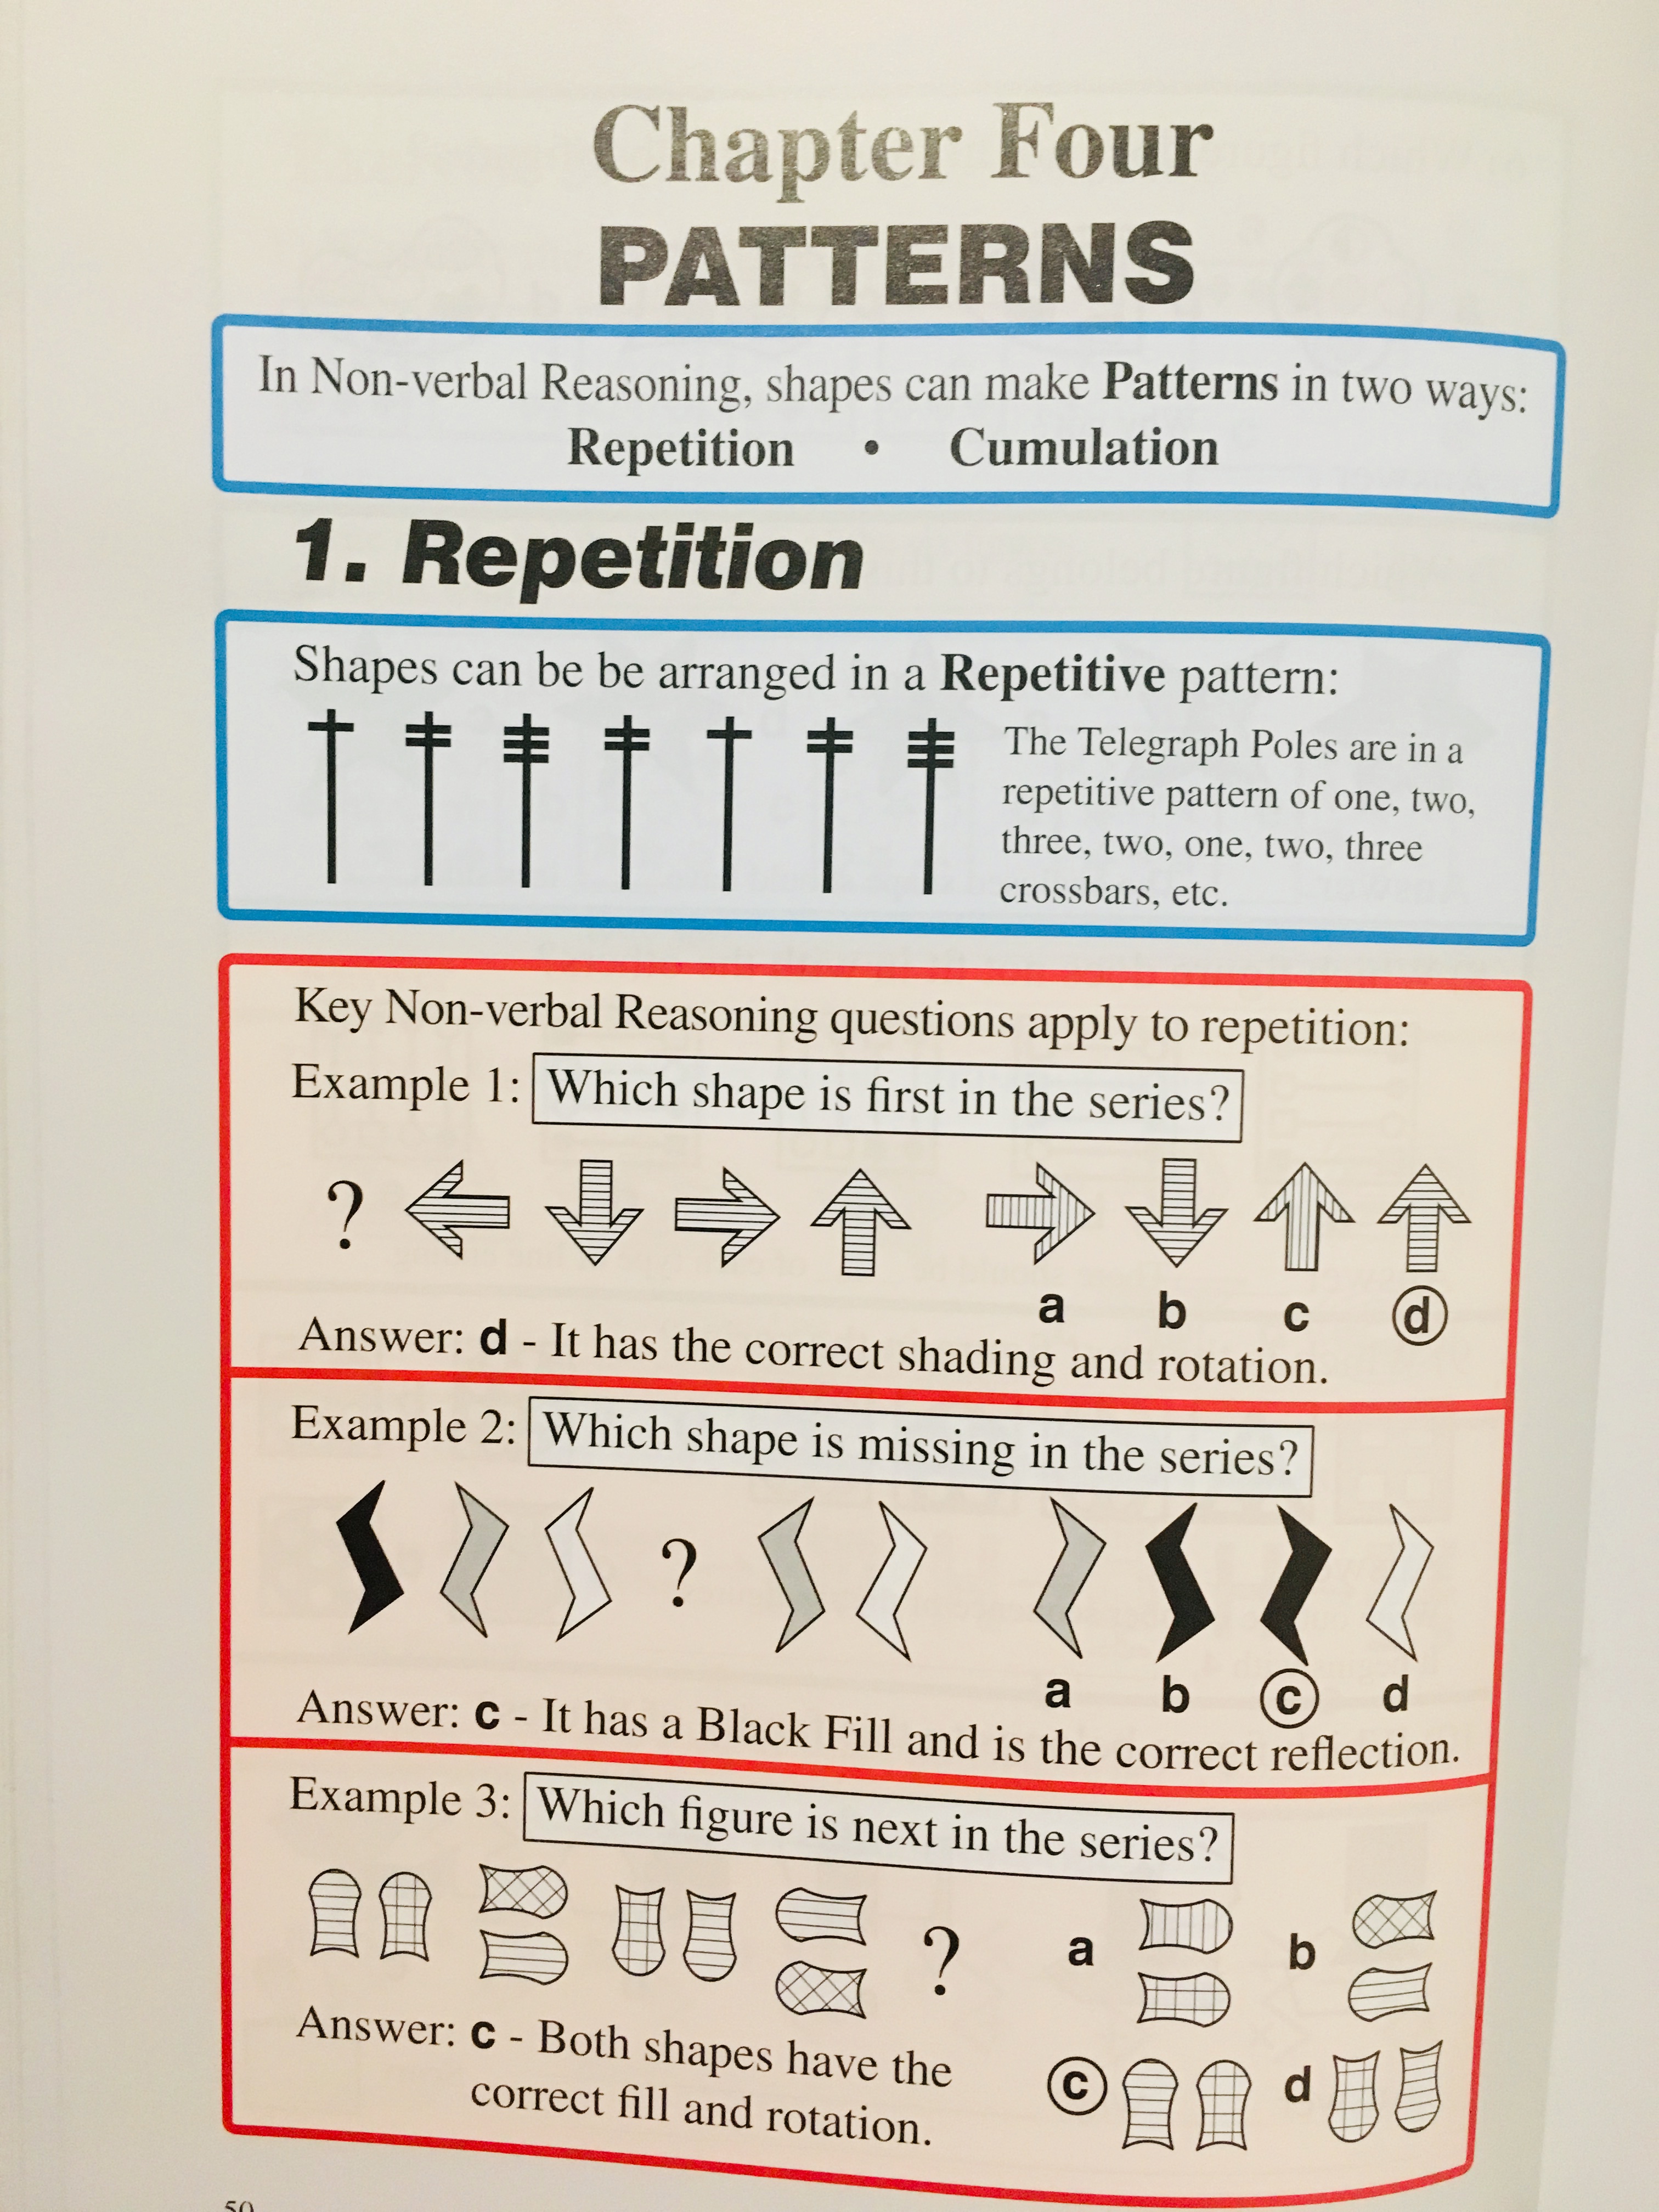 Chapter Four
PATTERNS
In Non-verbal Reasoning, shapes can make Patterns in two ways:
Repetition • Cumulation
1. Repetition
Shapes can be be arranged in a Repetitive pattern:
The Telegraph Poles are in a
repetitive pattern of one, two,
three, two, one, two, three
crossbars, etc.
Key Non-verbal Reasoning questions apply to repetition:
Example 1: Which shape is first in the series?
?
a b c d
Answer: d - It has the correct shading and rotation.
Example 2: Which shape is missing in the series?
?
a b c d
Answer: c - It has a Black Fill and is the correct reflection.
Example 3: Which figure is next in the series?
? a b
Answer: c - Both shapes have the
correct fill and rotation.
c d
50